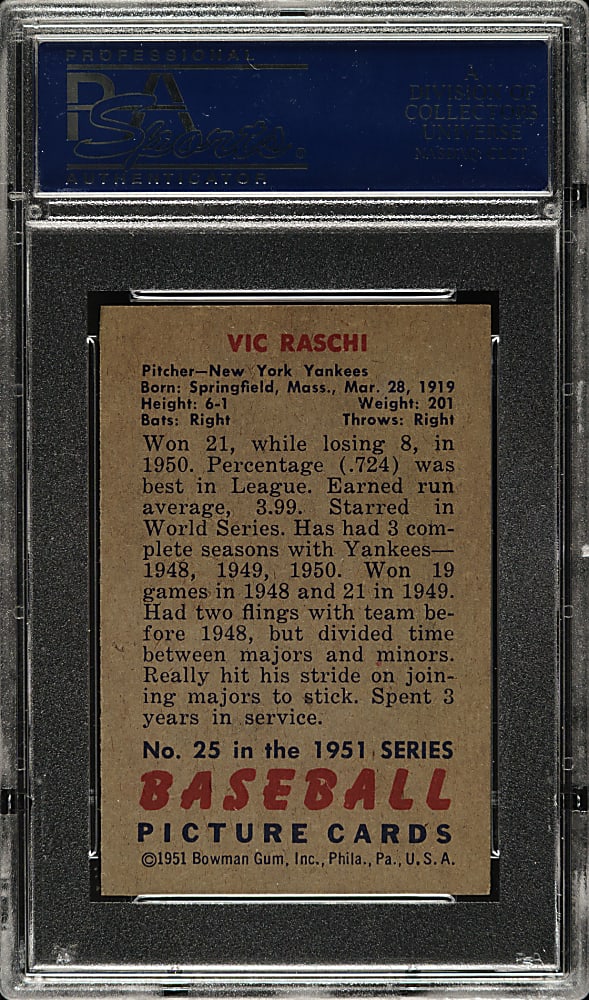 PROFESSIONAL
PSA
Sports
AUTHENTICATOR
A
DIVISION OF
COLLECTORS
UNIVERSE
NASDAQ: CLCT
VIC RASCHI
Pitcher—New York Yankees
Born: Springfield, Mass., Mar. 28, 1919
Height: 6-1 Weight: 201
Bats: Right Throws: Right
Won 21, while losing 8, in
1950. Percentage (.724) was
best in League. Earned run
average, 3.99. Starred in
World Series. Has had 3 com-
plete seasons with Yankees—
1948, 1949, 1950. Won 19
games in 1948 and 21 in 1949.
Had two flings with team be-
fore 1948, but divided time
between majors and minors.
Really hit his stride on join-
ing majors to stick. Spent 3
years in service.
No. 25 in the 1951 SERIES
BASEBALL
PICTURE CARDS
©1951 Bowman Gum, Inc., Phila., Pa., U. S. A.
PSA